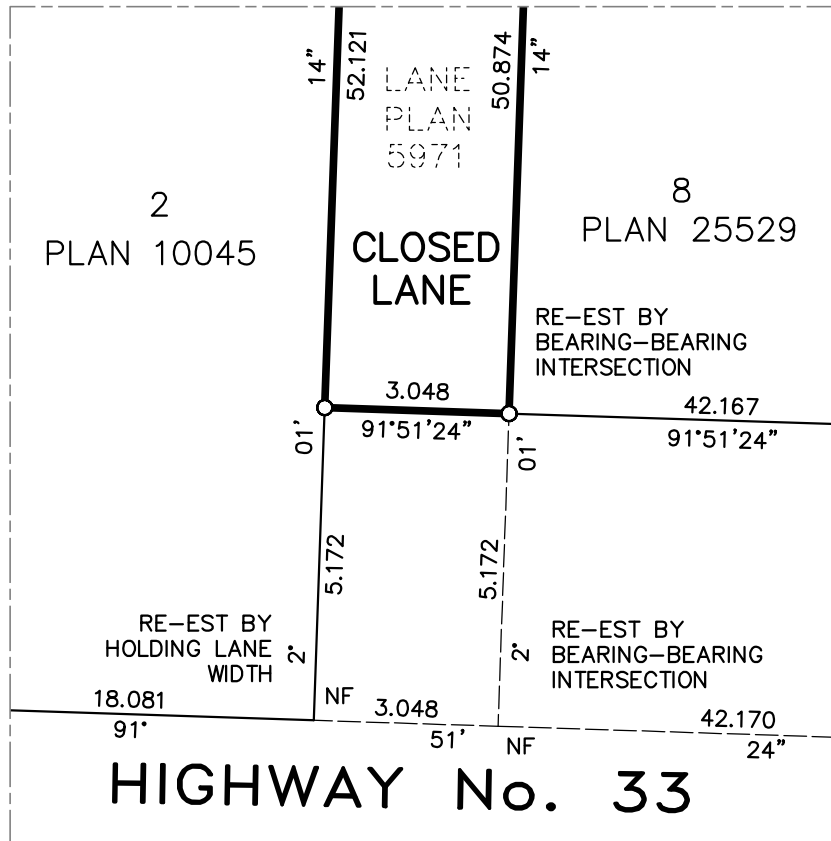 14"
52.121
50.874
14"
LANE
PLAN
5971
2
PLAN 10045
8
PLAN 25529
CLOSED
LANE
RE-EST BY
BEARING-BEARING
INTERSECTION
3.048
42.167
01'
91°51'24"
01'
91°51'24"
5.172
5.172
RE-EST BY
HOLDING LANE
WIDTH
2°
2°
RE-EST BY
BEARING-BEARING
INTERSECTION
18.081
NF
3.048
42.170
91°
51'
NF
24"
HIGHWAY No. 33